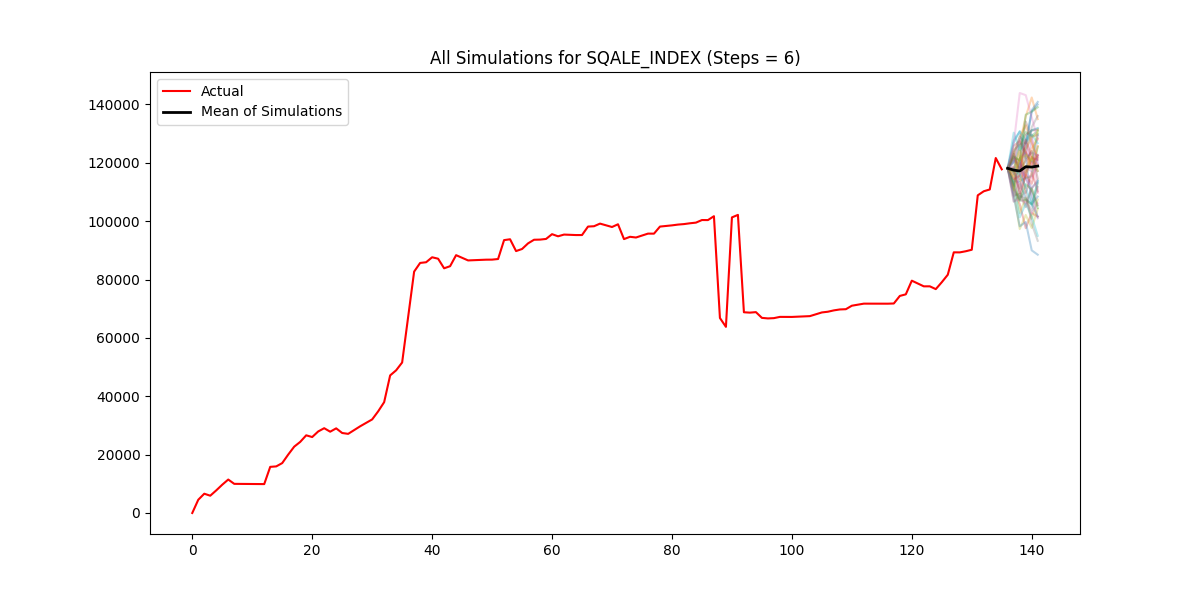 All Simulations for SQALE_INDEX (Steps = 6)
Actual
Mean of Simulations
140000
120000
100000
80000
60000
40000
20000
0
0 20 40 60 80 100 120 140